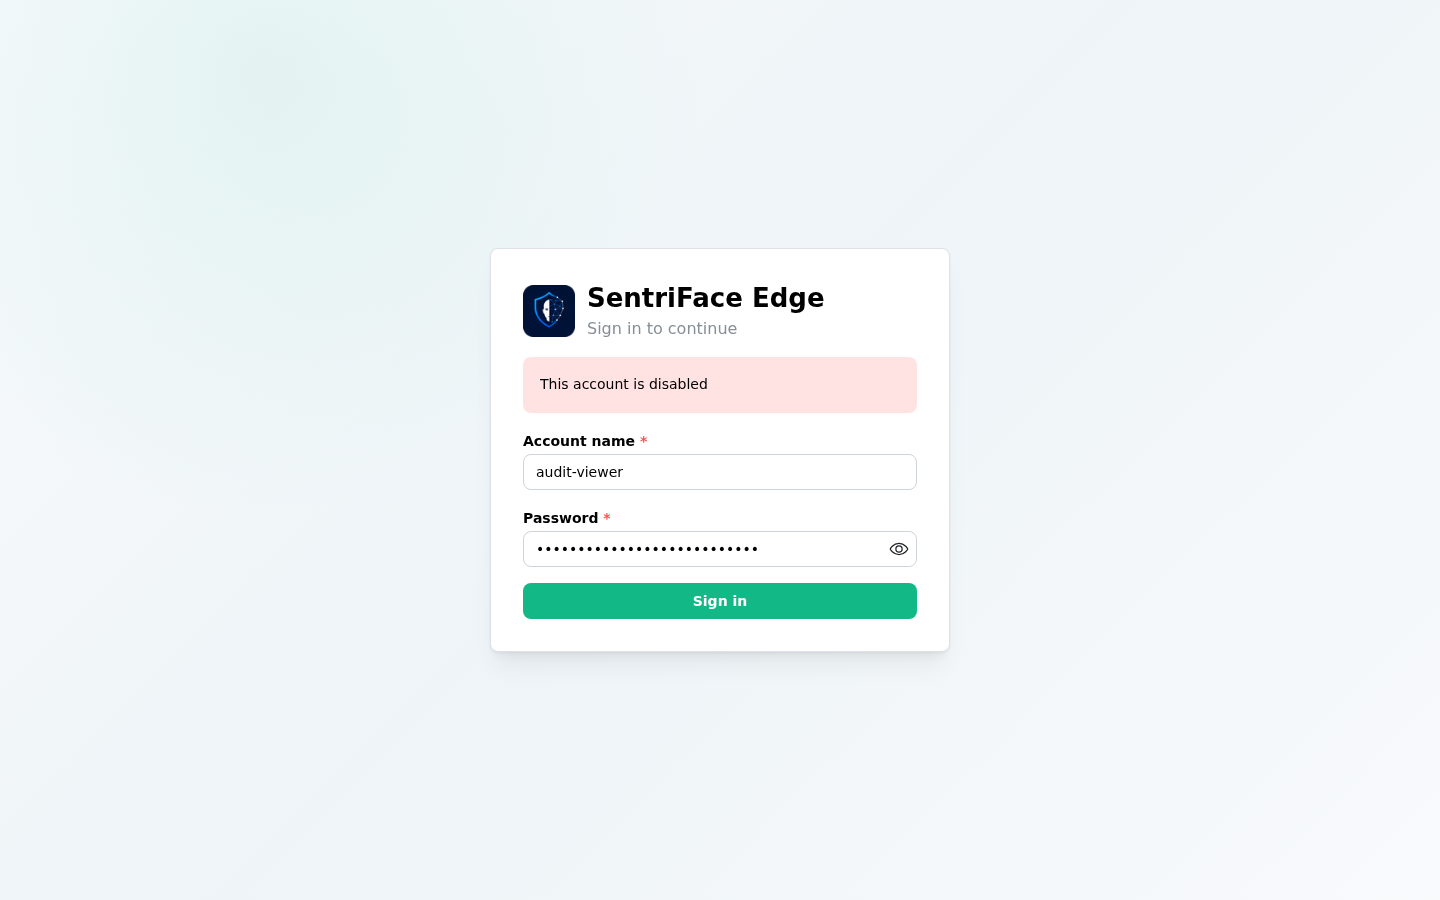 SentriFace Edge
Sign in to continue
This account is disabled
Account name *
audit-viewer
Password *
•••••••••••••••••••••••••••
Sign in